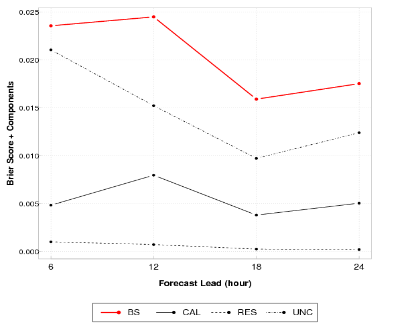 0.025
0.020
0.015
0.010
0.005
0.000
Brier Score + Components
6 12 18 24
Forecast Lead (hour)
BS CAL RES UNC